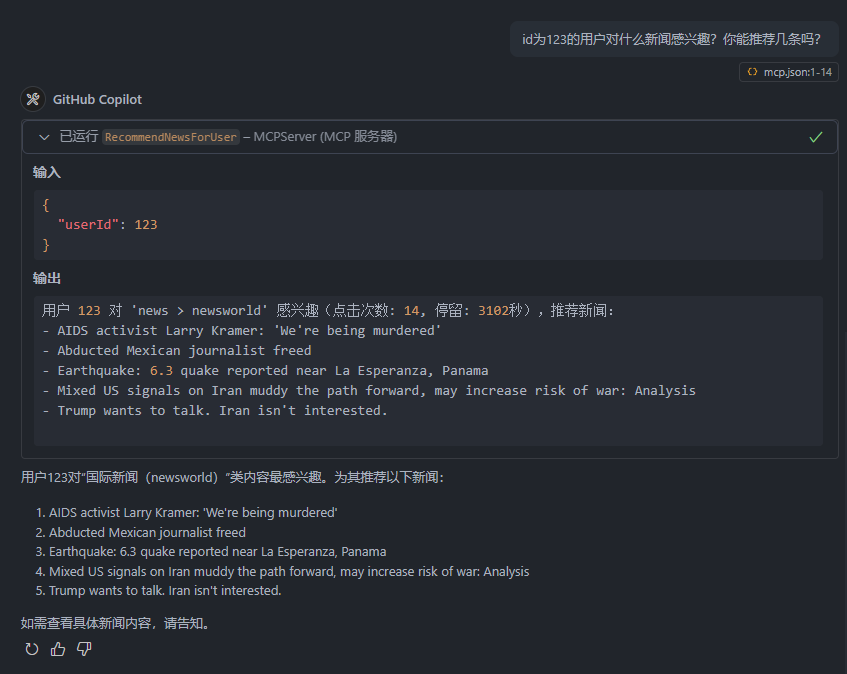 id为123的用户对什么新闻感兴趣？你能推荐几条吗？
mcp.json:1-14
GitHub Copilot
已运行 RecommendNewsForUser – MCPServer (MCP 服务器)
输入
{
"userId": 123
}
输出
用户 123 对 'news > newsworld' 感兴趣（点击次数: 14, 停留: 3102秒），推荐新闻：
- AIDS activist Larry Kramer: 'We're being murdered'
- Abducted Mexican journalist freed
- Earthquake: 6.3 quake reported near La Esperanza, Panama
- Mixed US signals on Iran muddy the path forward, may increase risk of war: Analysis
- Trump wants to talk. Iran isn't interested.
用户123对“国际新闻（newsworld）”类内容最感兴趣。为其推荐以下新闻：
1. AIDS activist Larry Kramer: 'We're being murdered'
2. Abducted Mexican journalist freed
3. Earthquake: 6.3 quake reported near La Esperanza, Panama
4. Mixed US signals on Iran muddy the path forward, may increase risk of war: Analysis
5. Trump wants to talk. Iran isn't interested.
如需查看具体新闻内容，请告知。